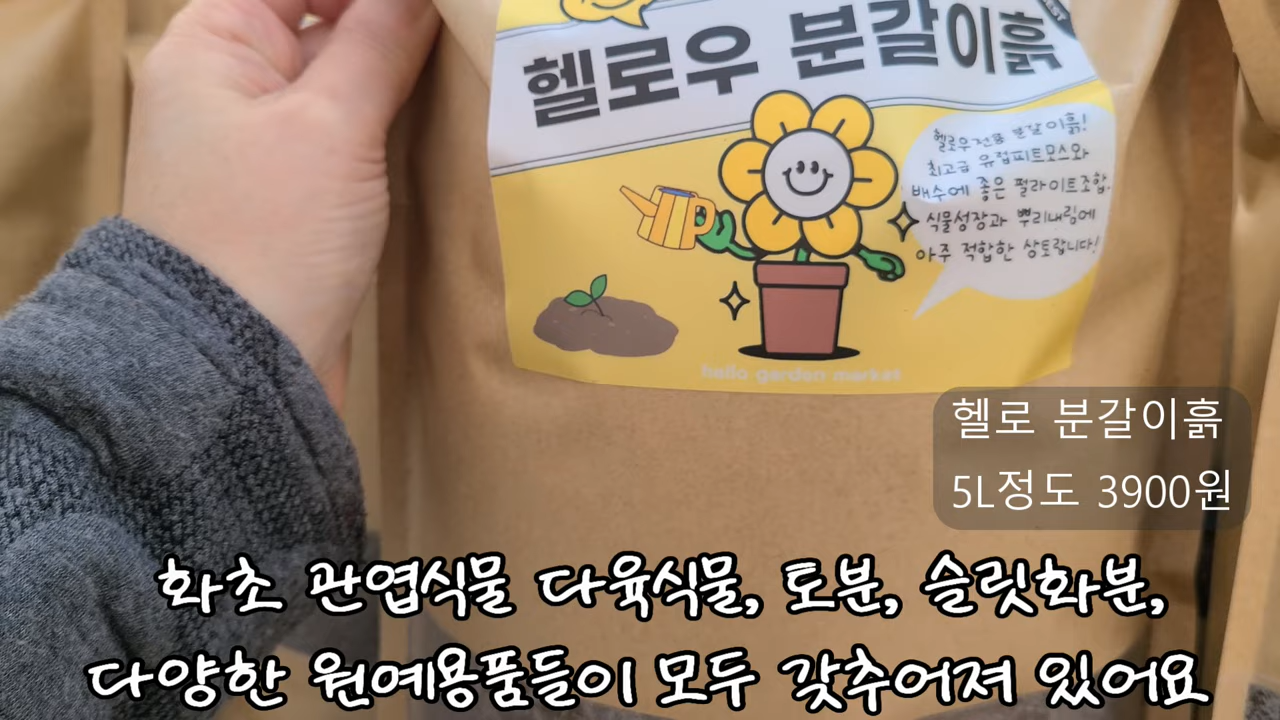 헬로우 분갈이흙
헬로우전용 분갈이흙!
최고급 유럽피트모스와
배수에 좋은 펄라이트조합.
식물성장과 뿌리내림에
아주 적합한 상토랍니다!
hello garden market
헬로 분갈이흙
5L정도 3900원
화초 관엽식물 다육식물, 토분, 슬릿화분,
다양한 원예용품들이 모두 갖추어져 있어요